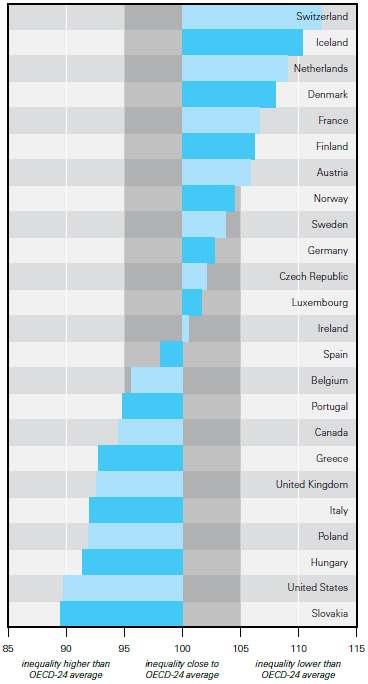 Switzerland
Iceland
Netherlands
Denmark
France
Finland
Austria
Norway
Sweden
Germany
Czech Republic
Luxembourg
Ireland
Spain
Belgium
Portugal
Canada
Greece
United Kingdom
Italy
Poland
Hungary
United States
Slovakia
85 90 95 100 105 110 115
inequality higher than inequality close to inequality lower than
OECD-24 average OECD-24 average OECD-24 average